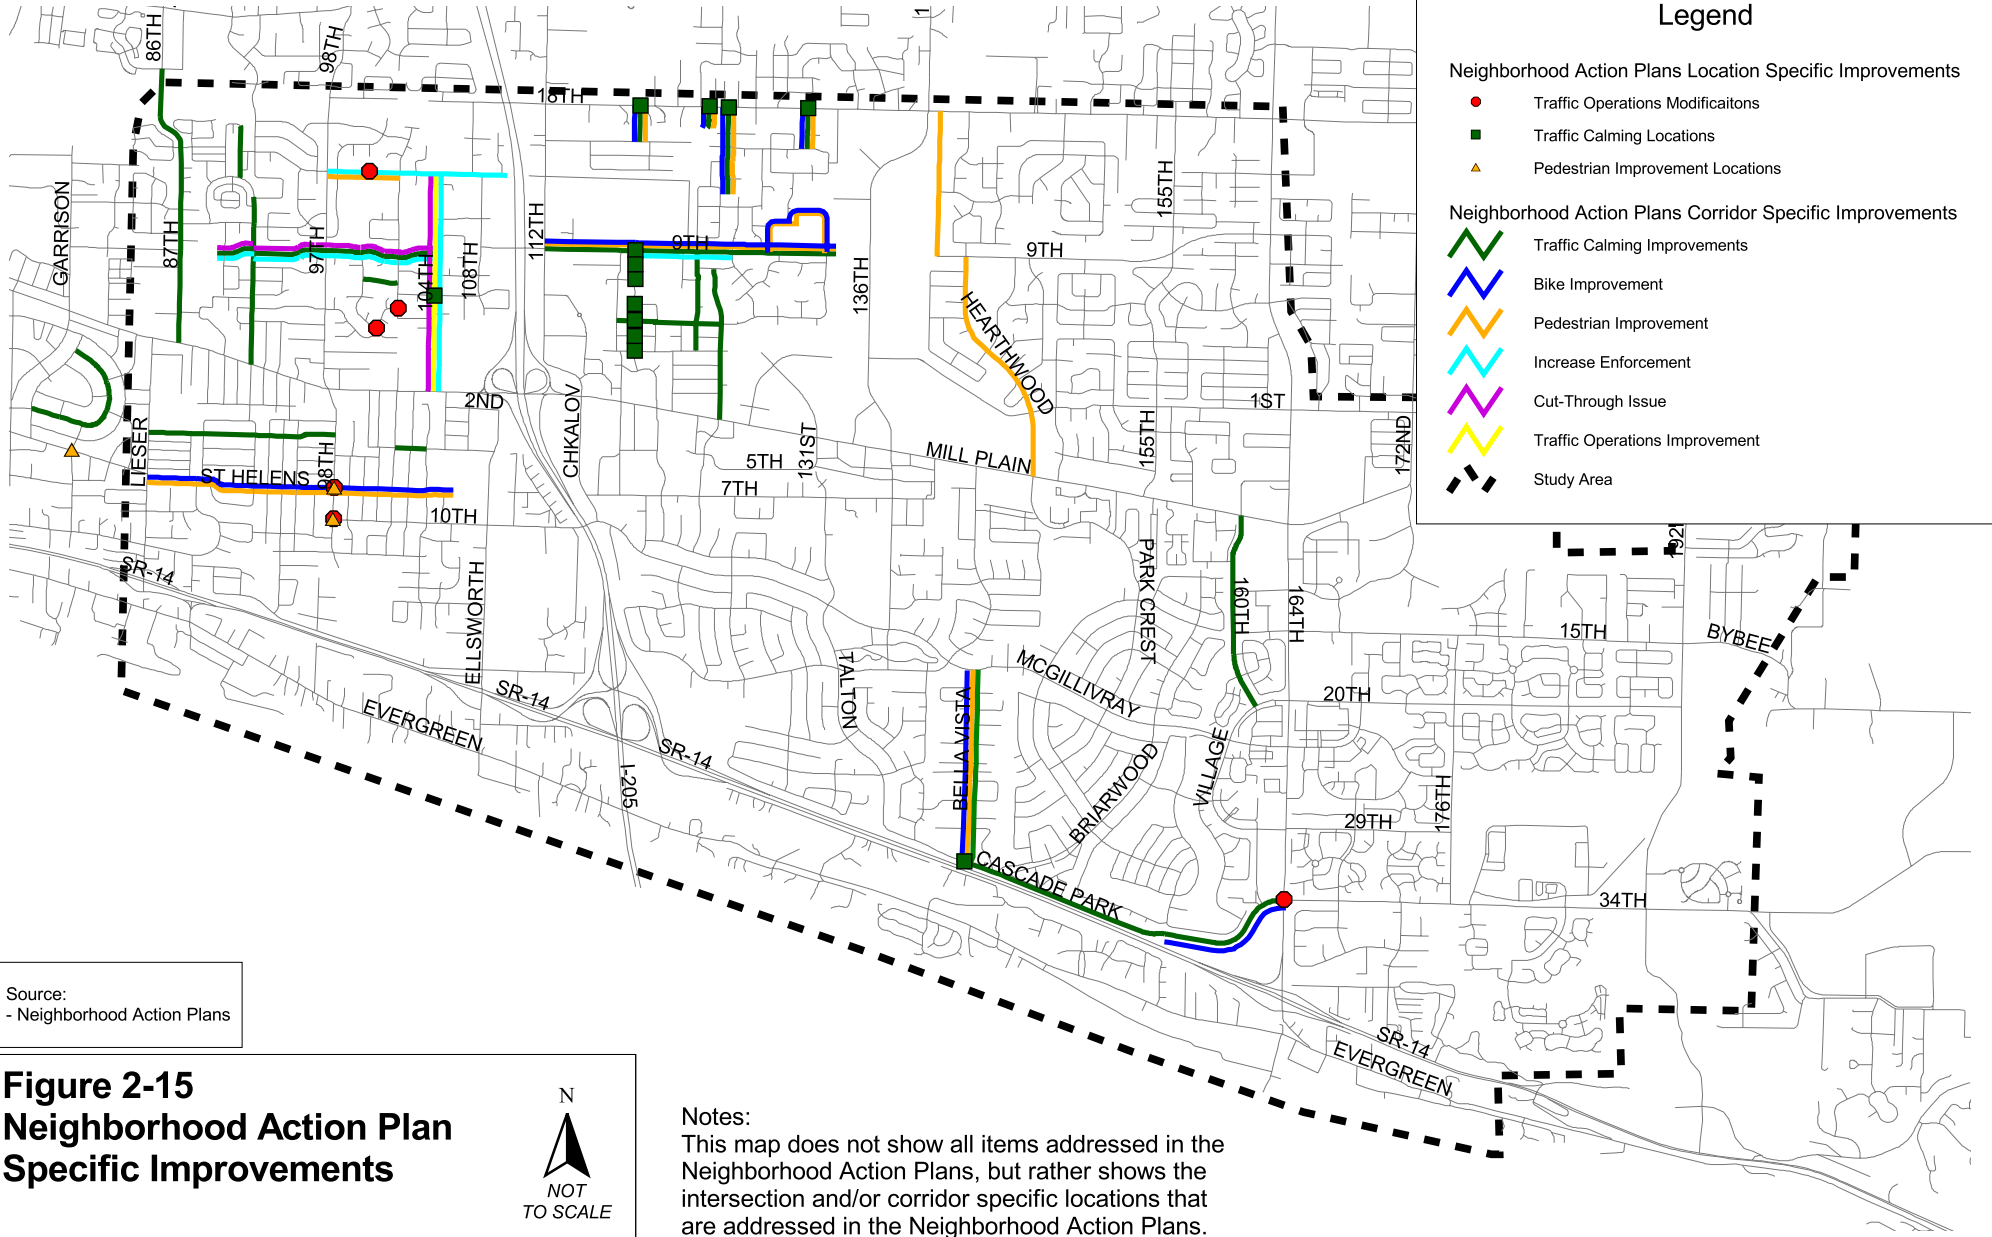 Legend
Neighborhood Action Plans Location Specific Improvements
Traffic Operations Modificaitons
Traffic Calming Locations
Pedestrian Improvement Locations
Neighborhood Action Plans Corridor Specific Improvements
Traffic Calming Improvements
Bike Improvement
Pedestrian Improvement
Increase Enforcement
Cut-Through Issue
Traffic Operations Improvement
Study Area
86TH
98TH
18TH
GARRISON
87TH
97TH
104TH
108TH
112TH
9TH
136TH
9TH
155TH
HEARTHWOOD
2ND
CHKALOV
1ST
172ND
LIESER
98TH
ST HELENS
131ST
5TH
MILL PLAIN
155TH
7TH
10TH
SR-14
ELLSWORTH
PARK CREST
160TH
164TH
15TH
BYBEE
TALTON
MCGILLIVRAY
20TH
SR-14
EVERGREEN
SR-14
BELLA VISTA
I-205
BRIARWOOD
VILLAGE
176TH
29TH
CASCADE PARK
34TH
SR-14
EVERGREEN
Source:
- Neighborhood Action Plans
Figure 2-15
Neighborhood Action Plan
Specific Improvements
N
NOT
TO SCALE
Notes:
This map does not show all items addressed in the
Neighborhood Action Plans, but rather shows the
intersection and/or corridor specific locations that
are addressed in the Neighborhood Action Plans.